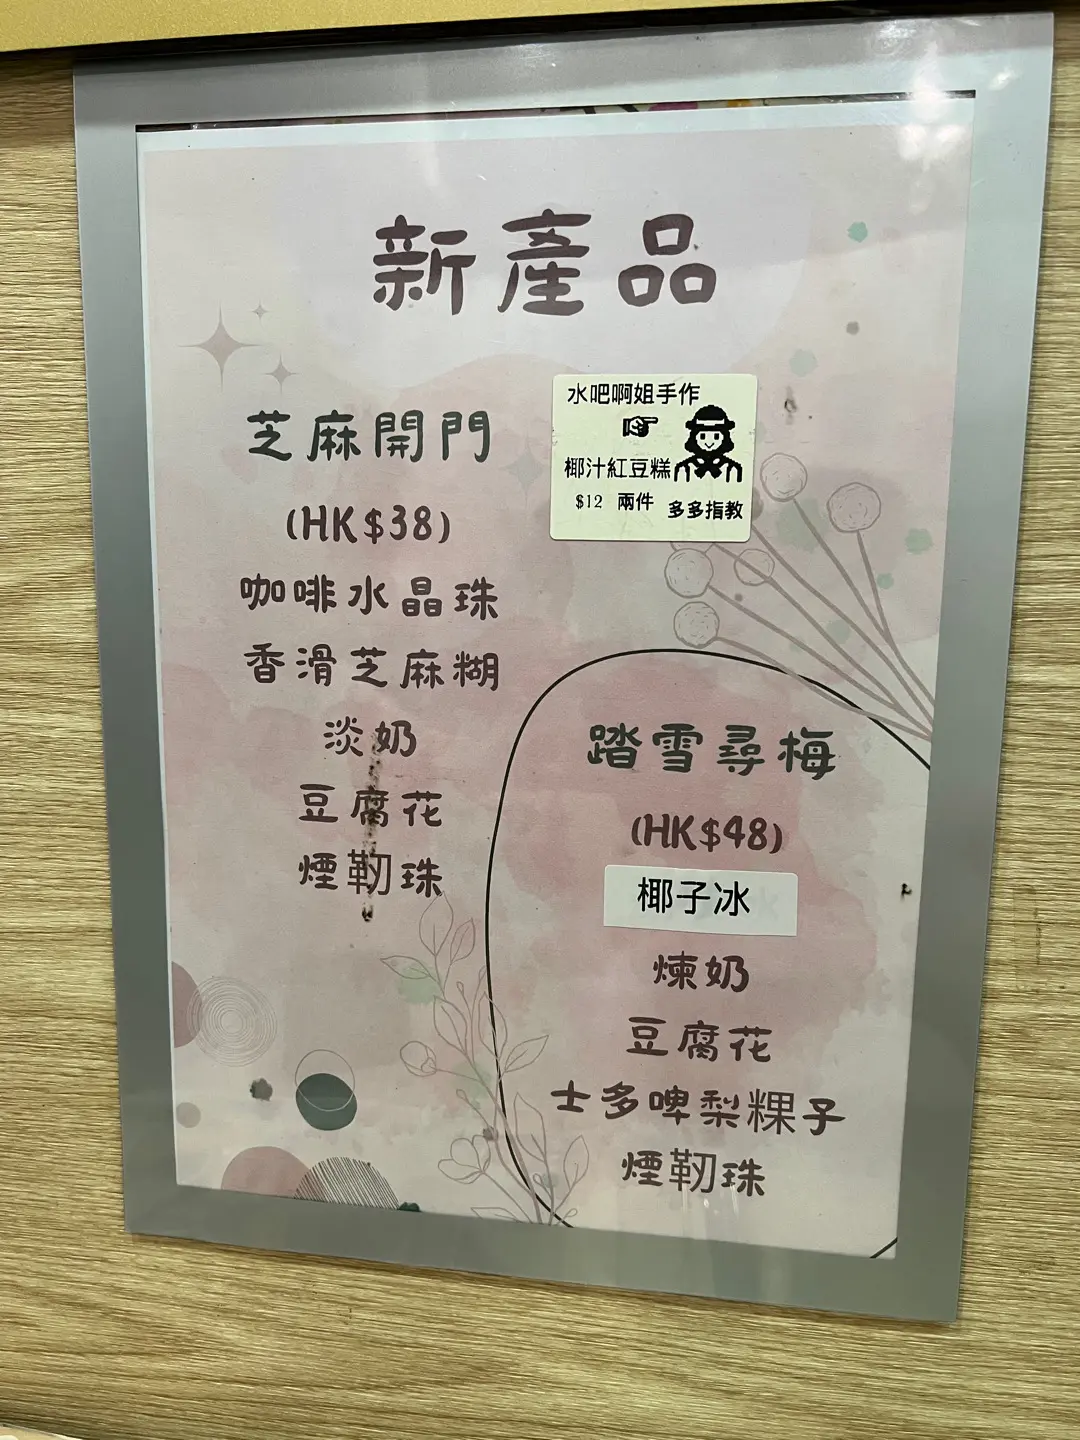 新產品
芝麻開門
(HK$38)
咖啡水晶珠
香滑芝麻糊
淡奶
豆腐花
煙韌珠
水吧啊姐手作
☞
椰汁紅豆糕
$12 兩件 多多指教
踏雪尋梅
(HK$48)
椰子冰
煉奶
豆腐花
士多啤梨粿子
煙韌珠